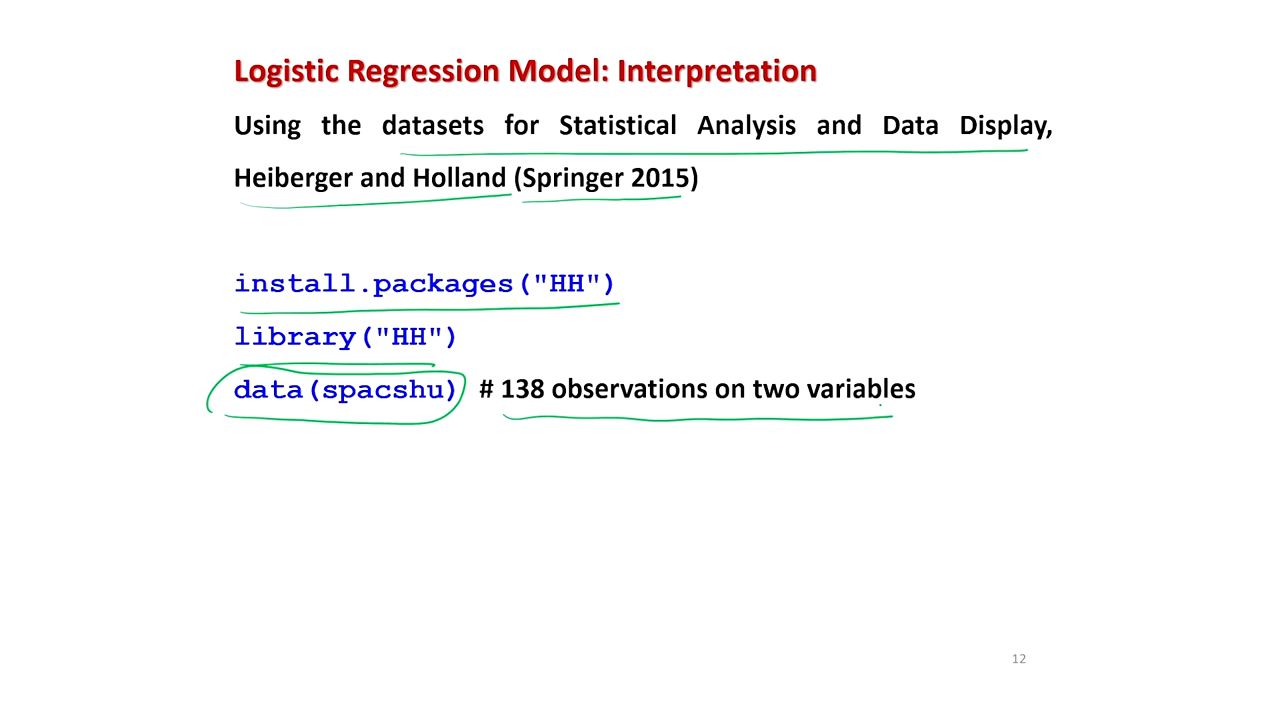 Logistic Regression Model: Interpretation
Using the datasets for Statistical Analysis and Data Display,
Heiberger and Holland (Springer 2015)
install.packages("HH")
library("HH")
data(spacshu) # 138 observations on two variables
12